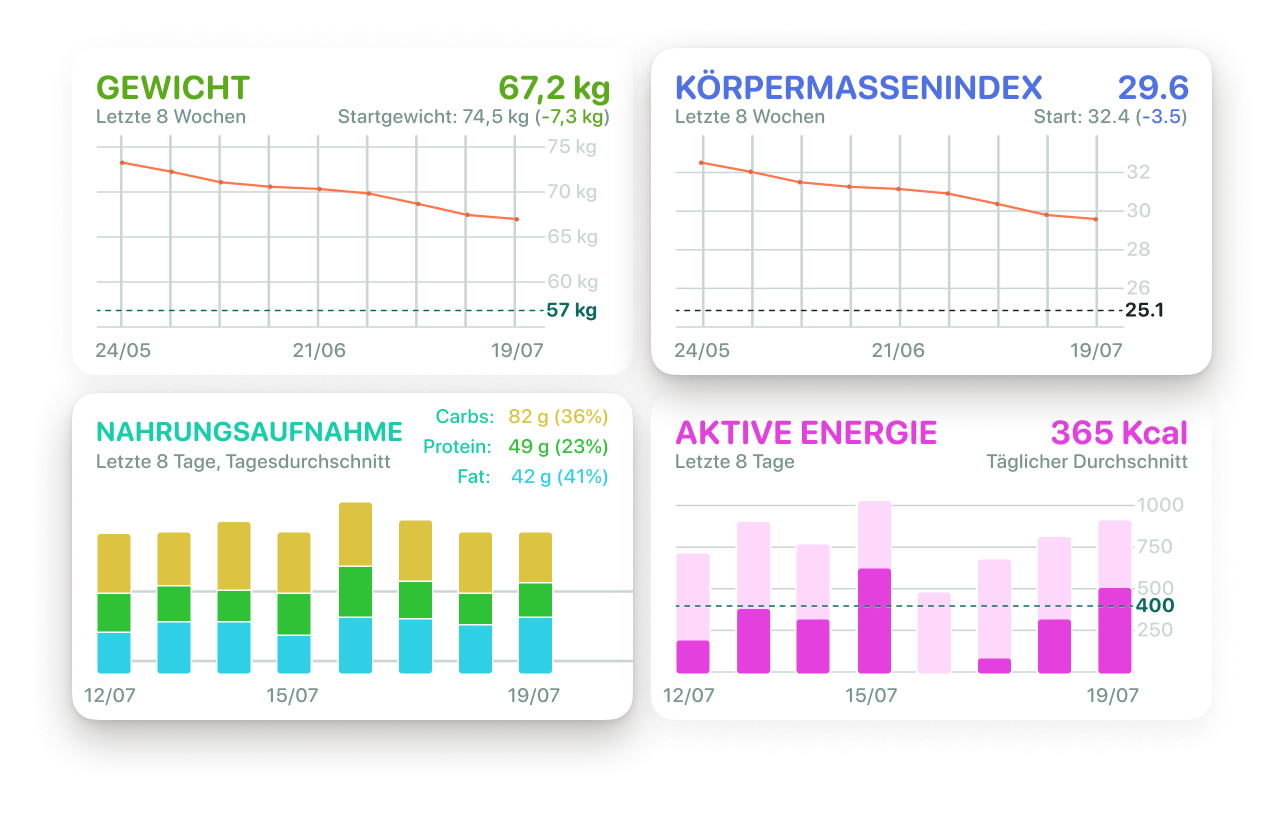 GEWICHT 67,2 kg
Letzte 8 Wochen Startgewicht: 74,5 kg (-7,3 kg)
75 kg
70 kg
65 kg
60 kg
57 kg
24/05 21/06 19/07
KÖRPERMASSENINDEX 29.6
Letzte 8 Wochen Start: 32.4 (-3.5)
32
30
28
26
25.1
24/05 21/06 19/07
NAHRUNGSAUFNAHME
Letzte 8 Tage, Tagesdurchschnitt
Carbs: 82 g (36%)
Protein: 49 g (23%)
Fat: 42 g (41%)
12/07 15/07 19/07
AKTIVE ENERGIE 365 Kcal
Letzte 8 Tage Täglicher Durchschnitt
1000
750
500
400
250
12/07 15/07 19/07